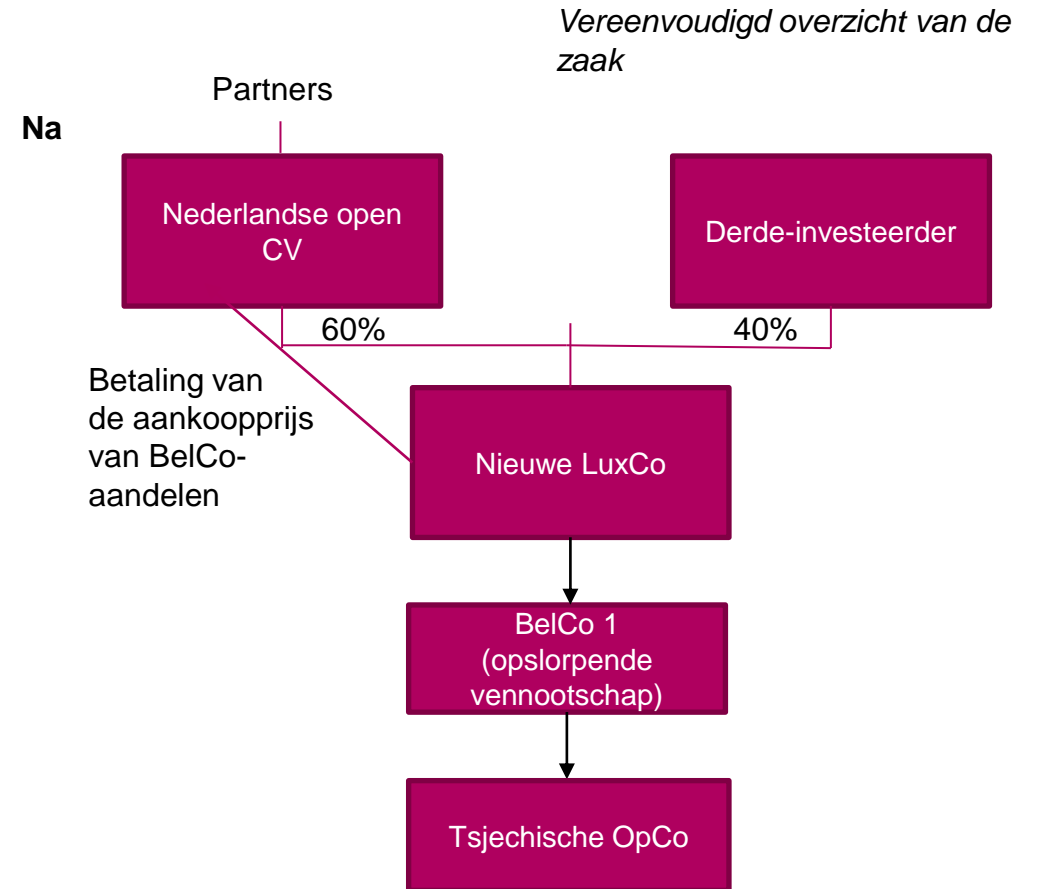 Vereenvoudigd overzicht van de
zaak
Partners
Na
Nederlandse open
CV
Derde-investeerder
60%
40%
Betaling van
de aankoopprijs
van BelCo-
aandelen
Nieuwe LuxCo
BelCo 1
(opslorpende
vennootschap)
Tsjechische OpCo